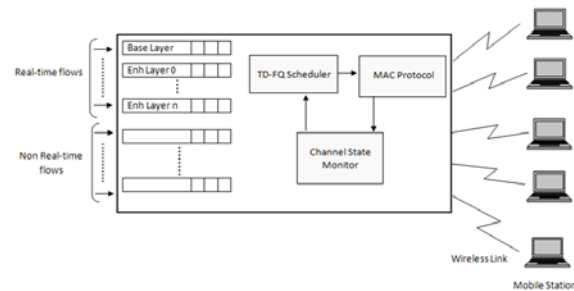 Real-time flows
Non Real-time
flows
Base Layer
Enh Layer 0
Enh Layer n
TD-FQ Scheduler
MAC Protocol
Channel State
Monitor
Wireless Link
Mobile Station